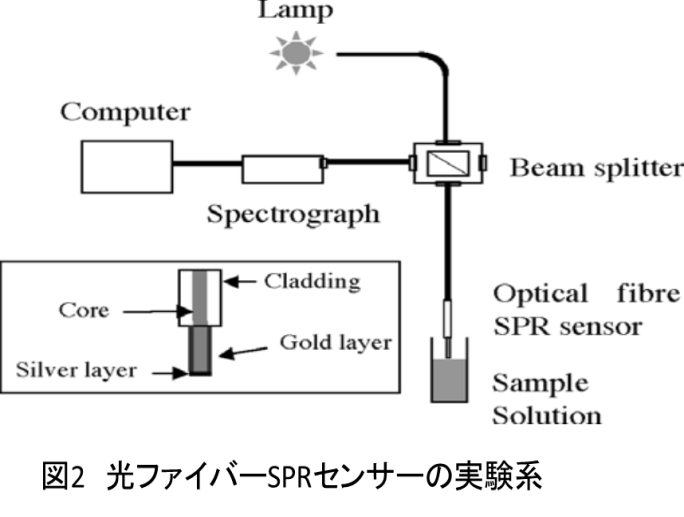 Lamp
Computer
Beam splitter
Spectrograph
Cladding
Core
Optical fibre
SPR sensor
Gold layer
Silver layer
Sample
Solution
図2 光ファイバーSPRセンサーの実験系